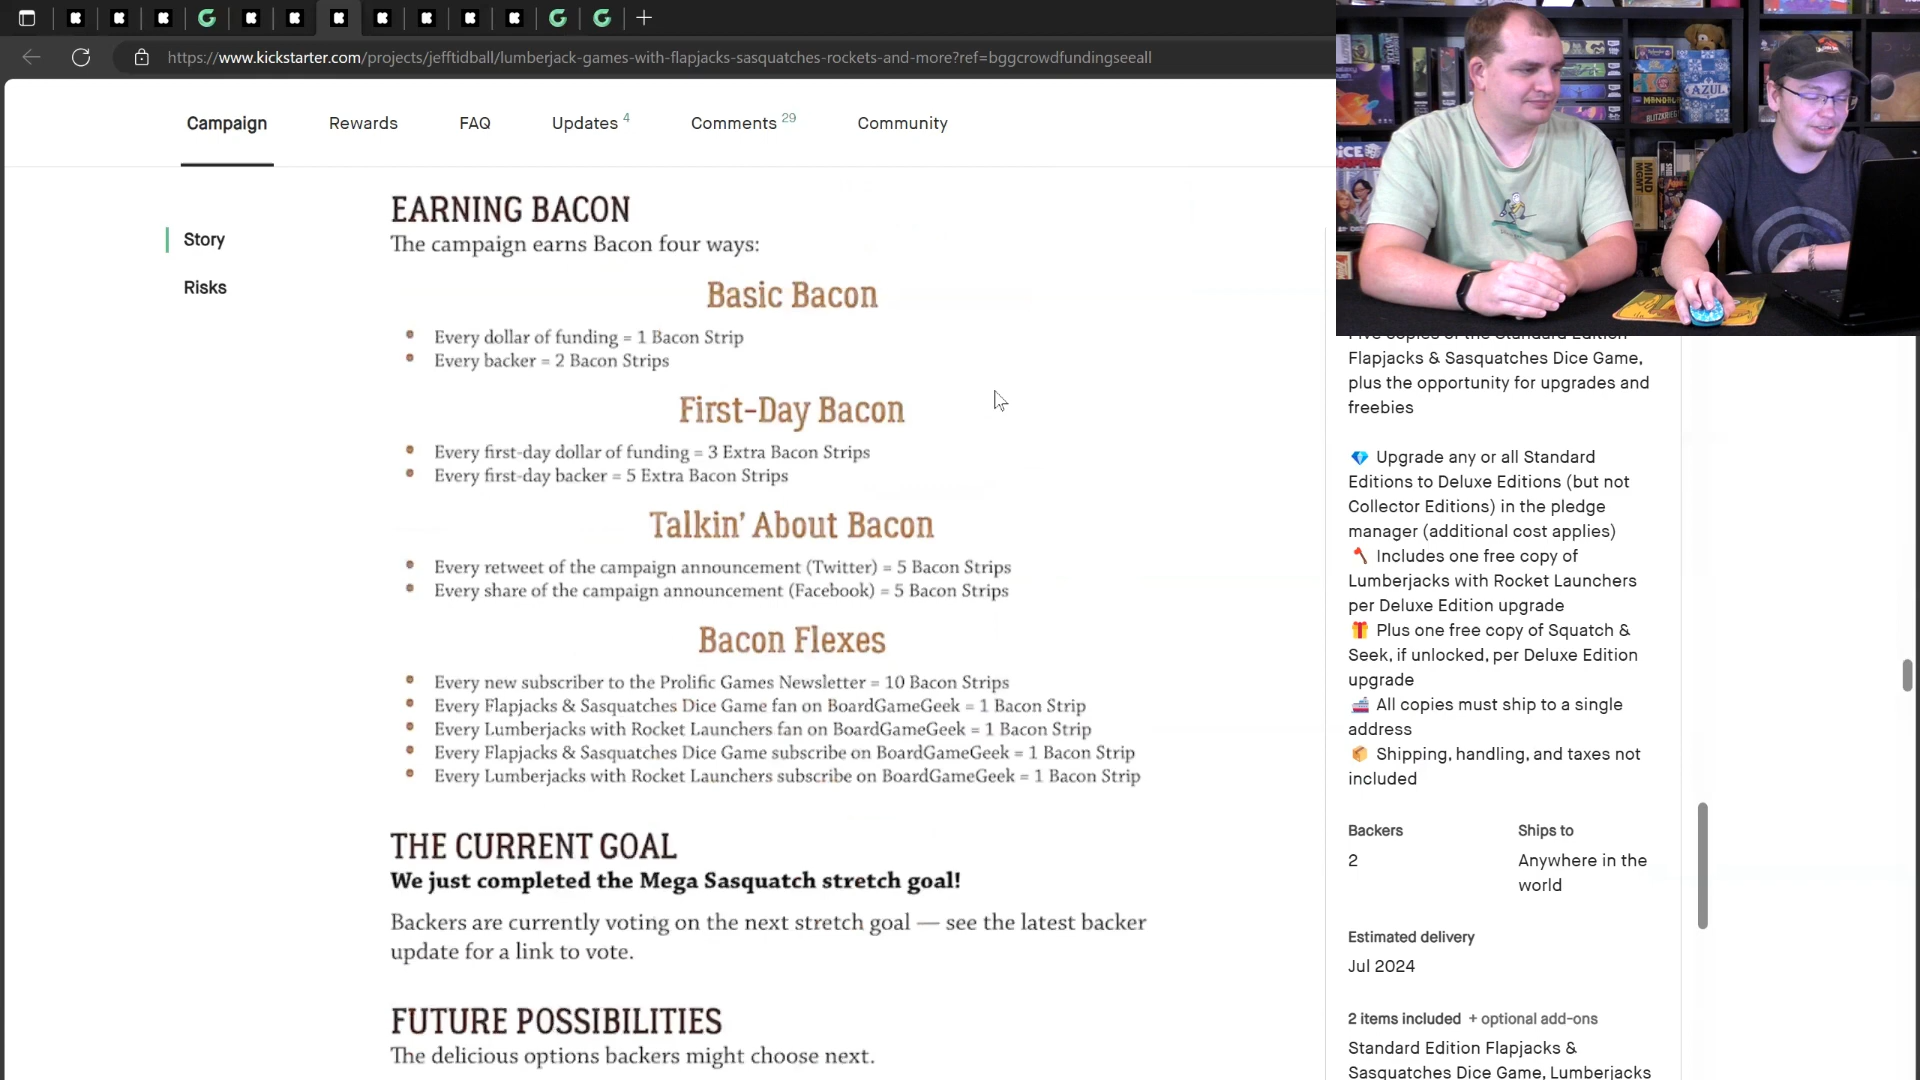 https://www.kickstarter.com/projects/jefftidball/lumberjack-games-with-flapjacks-sasquatches-rockets-and-more?ref=bggcrowdfundingseeall
Campaign
Rewards
FAQ
Updates 4
Comments 29
Community
Story
Risks
EARNING BACON
The campaign earns Bacon four ways:
Basic Bacon
Every dollar of funding = 1 Bacon Strip
Every backer = 2 Bacon Strips
First-Day Bacon
Every first-day dollar of funding = 3 Extra Bacon Strips
Every first-day backer = 5 Extra Bacon Strips
Talkin' About Bacon
Every retweet of the campaign announcement (Twitter) = 5 Bacon Strips
Every share of the campaign announcement (Facebook) = 5 Bacon Strips
Bacon Flexes
Every new subscriber to the Prolific Games Newsletter = 10 Bacon Strips
Every Flapjacks & Sasquatches Dice Game fan on BoardGameGeek = 1 Bacon Strip
Every Lumberjacks with Rocket Launchers fan on BoardGameGeek = 1 Bacon Strip
Every Flapjacks & Sasquatches Dice Game subscribe on BoardGameGeek = 1 Bacon Strip
Every Lumberjacks with Rocket Launchers subscribe on BoardGameGeek = 1 Bacon Strip
THE CURRENT GOAL
We just completed the Mega Sasquatch stretch goal!
Backers are currently voting on the next stretch goal — see the latest backer
update for a link to vote.
FUTURE POSSIBILITIES
The delicious options backers might choose next.
Five copies of the Standard Edition
Flapjacks & Sasquatches Dice Game,
plus the opportunity for upgrades and
freebies
Upgrade any or all Standard
Editions to Deluxe Editions (but not
Collector Editions) in the pledge
manager (additional cost applies)
Includes one free copy of
Lumberjacks with Rocket Launchers
per Deluxe Edition upgrade
Plus one free copy of Squatch &
Seek, if unlocked, per Deluxe Edition
upgrade
All copies must ship to a single
address
Shipping, handling, and taxes not
included
Backers
2
Ships to
Anywhere in the
world
Estimated delivery
Jul 2024
2 items included + optional add-ons
Standard Edition Flapjacks &
Sasquatches Dice Game, Lumberjacks
AZUL
BLITZKRIEG
MIND
MGMT
DICE